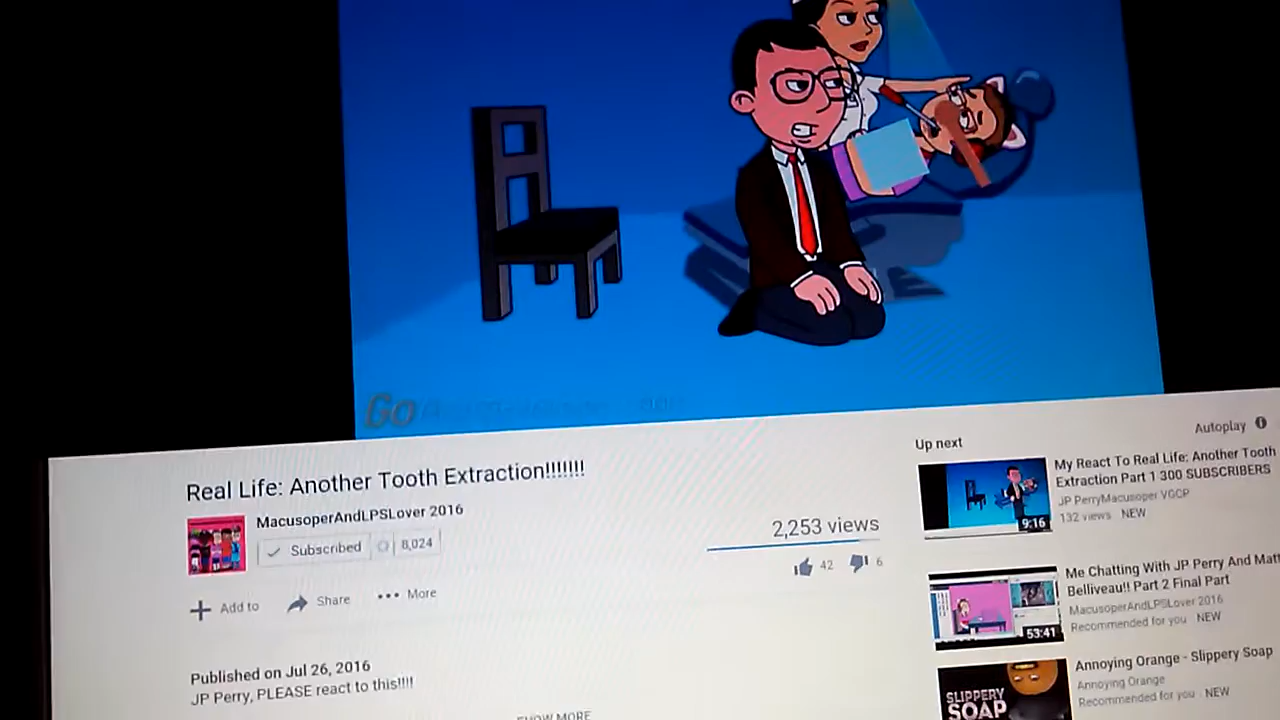 Go
Real Life: Another Tooth Extraction!!!!!!!
MacusoperAndLPSLover 2016
Subscribed 8,024
2,253 views
42 6
Add to Share More
Published on Jul 26, 2016
JP Perry, PLEASE react to this!!!!
SHOW MORE
Up next
Autoplay
My React To Real Life: Another Tooth
Extraction Part 1 300 SUBSCRIBERS
JP PerryMacusoper VGCP
132 views NEW
9:16
Me Chatting With JP Perry And Matt
Belliveau!! Part 2 Final Part
MacusoperAndLPSLover 2016
Recommended for you NEW
53:41
Annoying Orange - Slippery Soap
Annoying Orange
Recommended for you NEW
SLIPPERY
SOAP